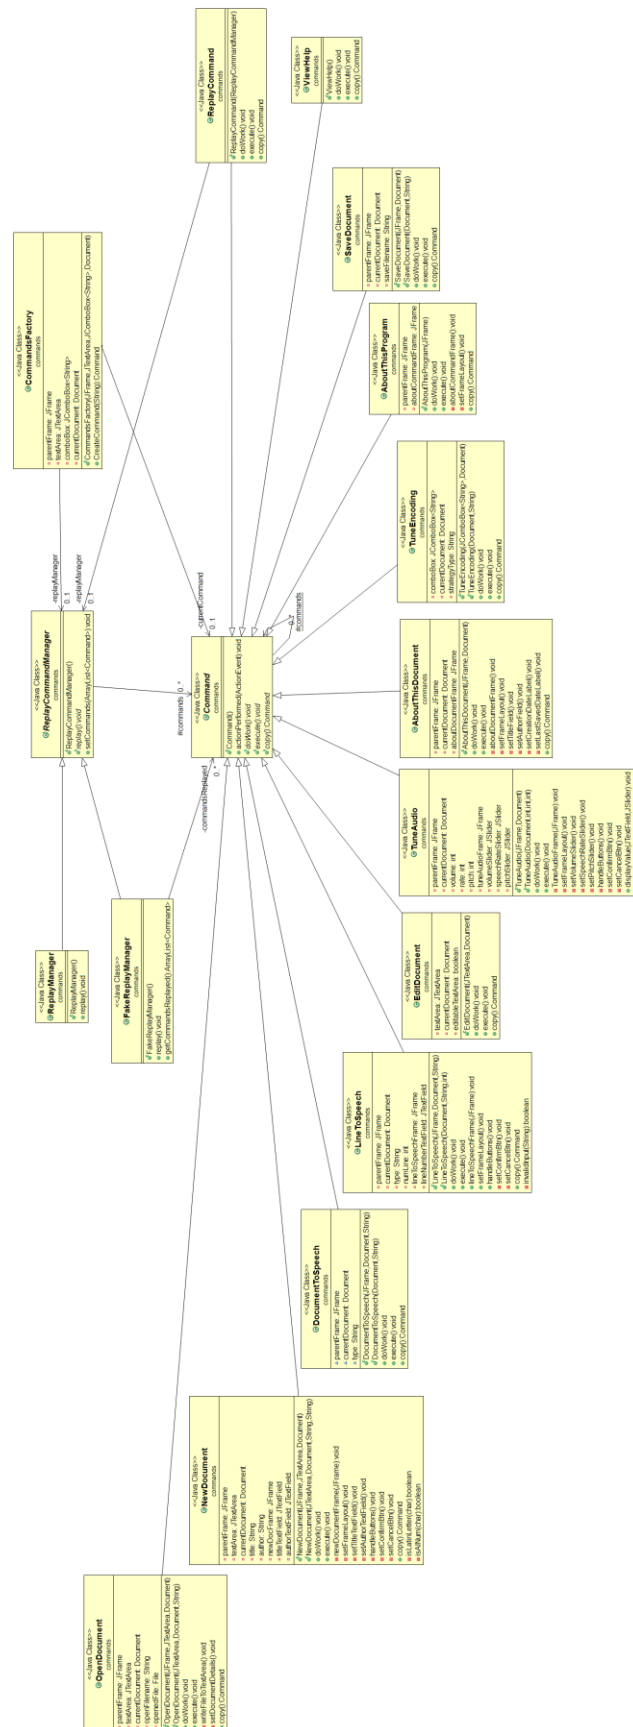 <<Java Class>>
ReplayCommand
commands
ReplayCommand(ReplayCommandManager)
doWork():void
execute():void
copy():Command
<<Java Class>>
ViewHelp
commands
ViewHelp()
doWork():void
execute():void
copy():Command
<<Java Class>>
SaveDocument
commands
parentFrame: JFrame
currentDocument: Document
saveFilename: String
SaveDocument(JFrame,Document)
SaveDocument(Document,String)
doWork():void
execute():void
copy():Command
<<Java Class>>
CommandsFactory
commands
parentFrame: JFrame
textArea: JTextArea
comboBox: JComboBox<String>
currentDocument: Document
CommandsFactory(JFrame,JTextArea,JComboBox<String>,Document)
CreateCommand(String):Command
<<Java Class>>
AboutThisProgram
commands
parentFrame: JFrame
aboutCommandFrame: JFrame
AboutThisProgram(JFrame)
doWork():void
execute():void
aboutCommandFrame():void
setFrameLayout():void
copy():Command
<<Java Class>>
TuneEncoding
commands
comboBox: JComboBox<String>
currentDocument: Document
strategyType: String
TuneEncoding(JComboBox<String>,Document)
TuneEncoding(Document,String)
doWork():void
execute():void
copy():Command
-replayManager
0..1
-replayManager
0..1
<<Java Class>>
ReplayCommandManager
commands
ReplayCommandManager()
replay():void
setCommands(ArrayList<Command>):void
#commands 0..*
-currentCommand
0..1
#commands
<<Java Class>>
Command
commands
Command()
actionPerformed(ActionEvent):void
doWork():void
execute():void
copy():Command
-commandsReplayed
0..*
<<Java Class>>
AboutThisDocument
commands
parentFrame: JFrame
currentDocument: Document
aboutDocumentFrame: JFrame
AboutThisDocument(JFrame,Document)
doWork():void
execute():void
aboutDocumentFrame():void
setFrameLayout():void
setTitleField():void
setAuthorField():void
setCreationDateLabel():void
setLastSavedDateLabel():void
copy():Command
<<Java Class>>
TuneAudio
commands
parentFrame: JFrame
currentDocument: Document
volume: int
rate: int
pitch: int
tuneAudioFrame: JFrame
volumeSlider: JSlider
speechRateSlider: JSlider
pitchSlider: JSlider
TuneAudio(JFrame,Document)
TuneAudio(Document,int,int,int)
doWork():void
execute():void
TuneAudioFrame(JFrame):void
setFrameLayout():void
setVolumeSlider():void
setSpeechRateSlider():void
setPitchSlider():void
handleButtons():void
setConfirmBtn():void
setCancelBtn():void
displayValue(JTextField,JSlider):void
<<Java Class>>
ReplayManager
commands
ReplayManager()
replay():void
<<Java Class>>
FakeReplayManager
commands
FakeReplayManager()
replay():void
getCommandsReplayed():ArrayList<Command>
<<Java Class>>
EditDocument
commands
textArea: JTextArea
currentDocument: Document
editableTextArea: boolean
EditDocument(JTextArea,Document)
doWork():void
execute():void
copy():Command
<<Java Class>>
LineToSpeech
commands
parentFrame: JFrame
currentDocument: Document
type: String
numLine: int
lineToSpeechFrame: JFrame
lineNumberTextField: JTextField
LineToSpeech(JFrame,Document,String)
LineToSpeech(Document,String,int)
doWork():void
execute():void
lineToSpeechFrame(JFrame):void
setFrameLayout():void
handleButtons():void
setConfirmBtn():void
setCancelBtn():void
copy():Command
invalidInput(String):boolean
<<Java Class>>
DocumentToSpeech
commands
parentFrame: JFrame
currentDocument: Document
type: String
DocumentToSpeech(JFrame,Document,String)
DocumentToSpeech(Document,String)
doWork():void
execute():void
copy():Command
<<Java Class>>
NewDocument
commands
parentFrame: JFrame
textArea: JTextArea
currentDocument: Document
title: String
author: String
newDocFrame: JFrame
titleTextField: JTextField
authorTextField: JTextField
NewDocument(JFrame,JTextArea,Document)
NewDocument(JTextArea,Document,String,String)
doWork():void
execute():void
newDocumentFrame(JFrame):void
setFrameLayout():void
setTitleTextField():void
setAuthorTextField():void
handleButtons():void
setConfirmBtn():void
setCancelBtn():void
copy():Command
isLatinLetter(char):boolean
isAlNum(char):boolean
<<Java Class>>
OpenDocument
commands
parentFrame: JFrame
textArea: JTextArea
currentDocument: Document
openFilename: String
openedFile: File
OpenDocument(JFrame,JTextArea,Document)
OpenDocument(JTextArea,Document,String)
doWork():void
execute():void
writeFileToTextArea():void
setDocumentDetails():void
copy():Command